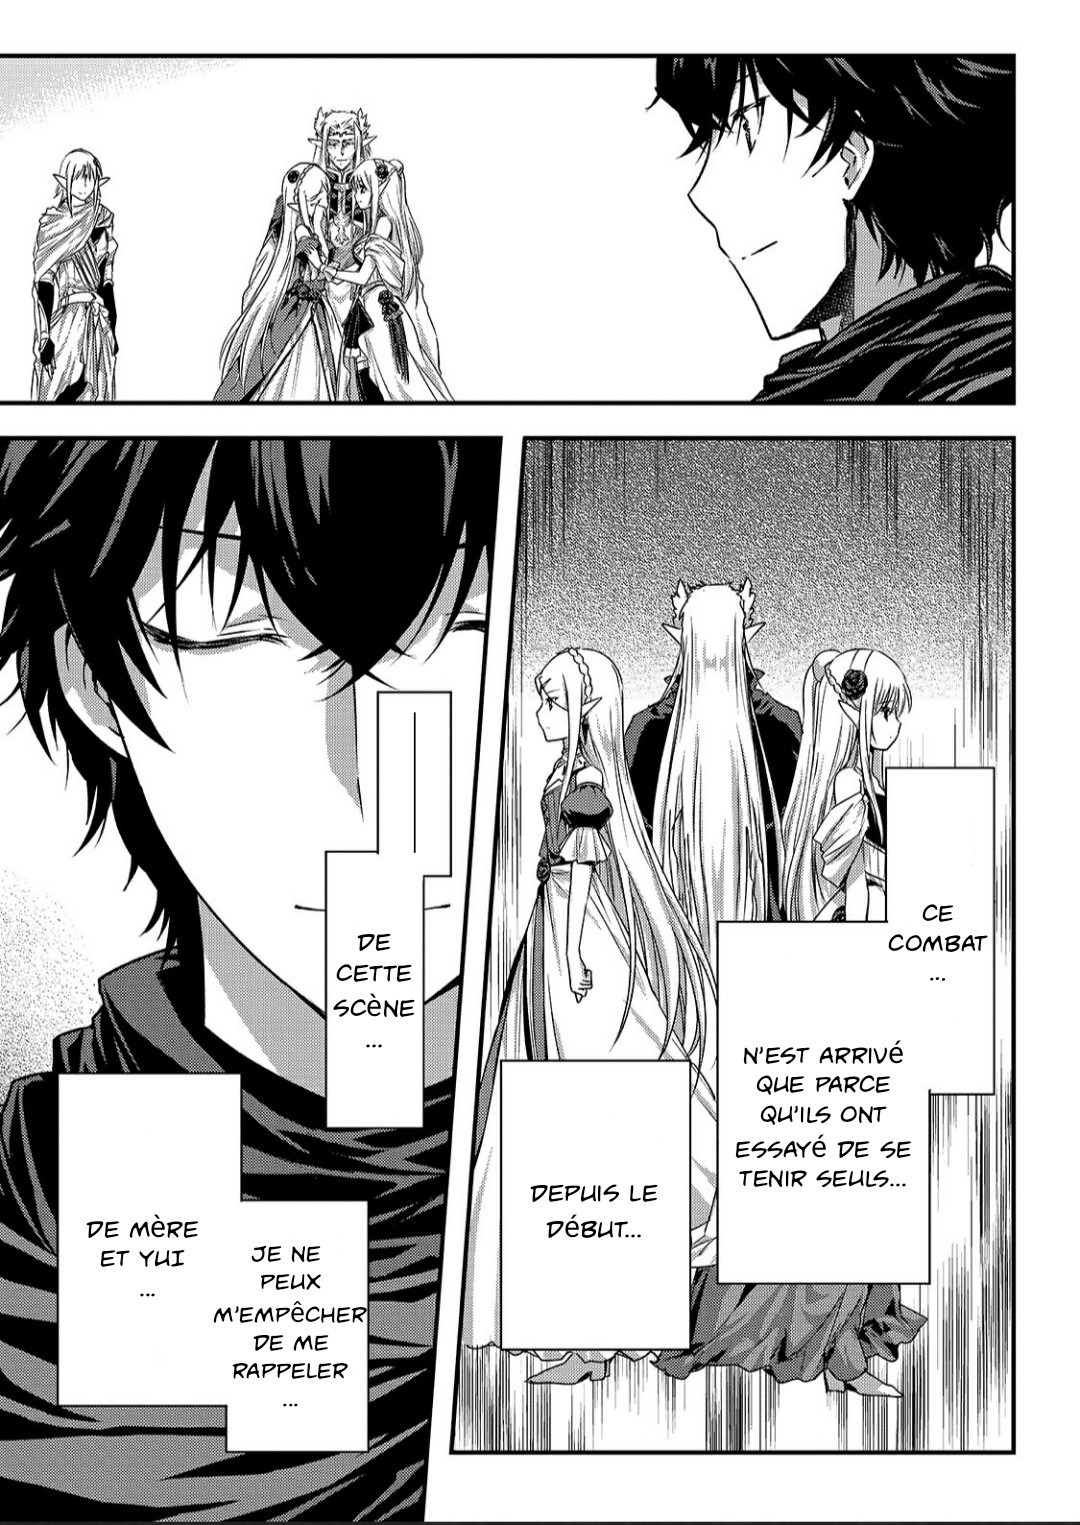 CE
COMBAT
...
N'EST ARRIVÉ
QUE PARCE
QU'ILS ONT
ESSAYÉ DE SE
TENIR SEULS...
DEPUIS LE
DÉBUT...
DE
CETTE
SCÈNE
...
JE NE
PEUX
M'EMPÊCHER
DE ME
RAPPELER
...
DE MÈRE
ET YUI
...